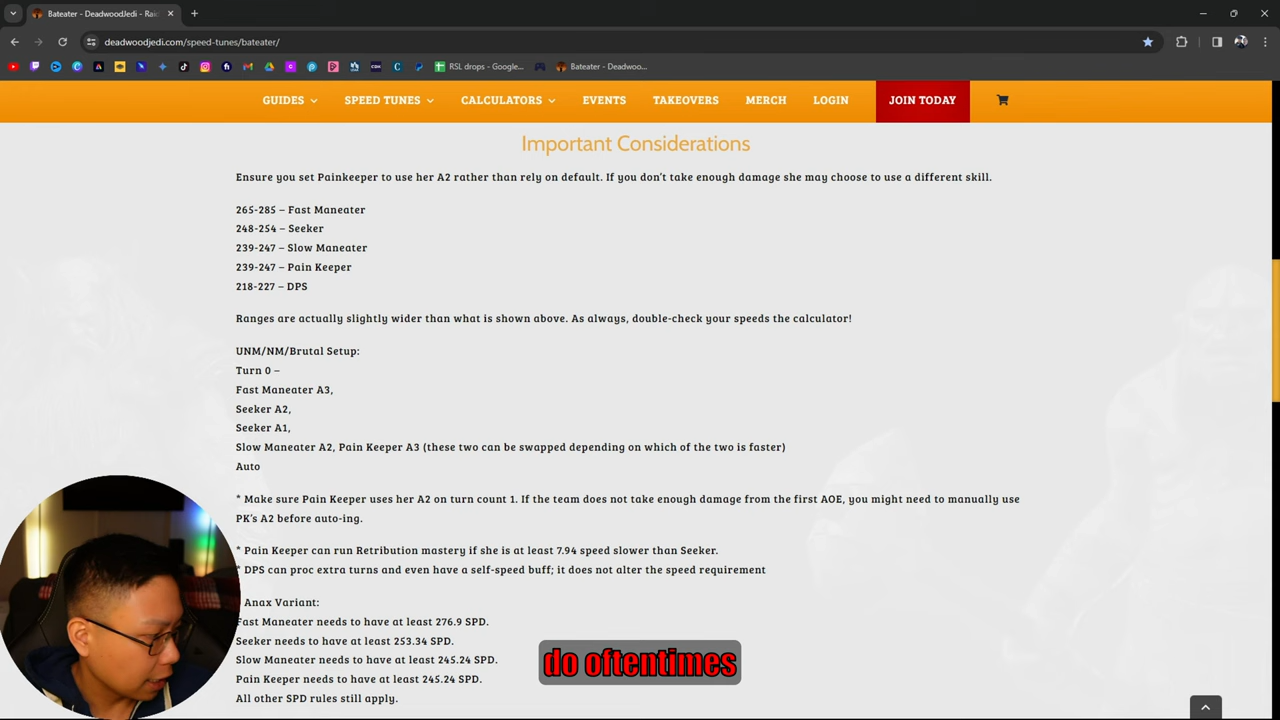 Bateater - DeadwoodJedi - Rai
deadwoodjedi.com/speed-tunes/bateater/
RSL drops - Google...
Bateater - Deadwoo...
GUIDES SPEED TUNES CALCULATORS EVENTS TAKEOVERS MERCH LOGIN JOIN TODAY
Important Considerations
Ensure you set Painkeeper to use her A2 rather than rely on default. If you don't take enough damage she may choose to use a different skill.
265-285 – Fast Maneater
248-254 – Seeker
239-247 – Slow Maneater
239-247 – Pain Keeper
218-227 – DPS
Ranges are actually slightly wider than what is shown above. As always, double-check your speeds the calculator!
UNM/NM/Brutal Setup:
Turn 0 –
Fast Maneater A3,
Seeker A2,
Seeker A1,
Slow Maneater A2, Pain Keeper A3 (these two can be swapped depending on which of the two is faster)
Auto
* Make sure Pain Keeper uses her A2 on turn count 1. If the team does not take enough damage from the first AOE, you might need to manually use
PK's A2 before auto-ing.
* Pain Keeper can run Retribution mastery if she is at least 7.94 speed slower than Seeker.
* DPS can proc extra turns and even have a self-speed buff; it does not alter the speed requirement
Anax Variant:
Fast Maneater needs to have at least 276.9 SPD.
Seeker needs to have at least 253.34 SPD.
Slow Maneater needs to have at least 245.24 SPD.
Pain Keeper needs to have at least 245.24 SPD.
All other SPD rules still apply.
do oftentimes